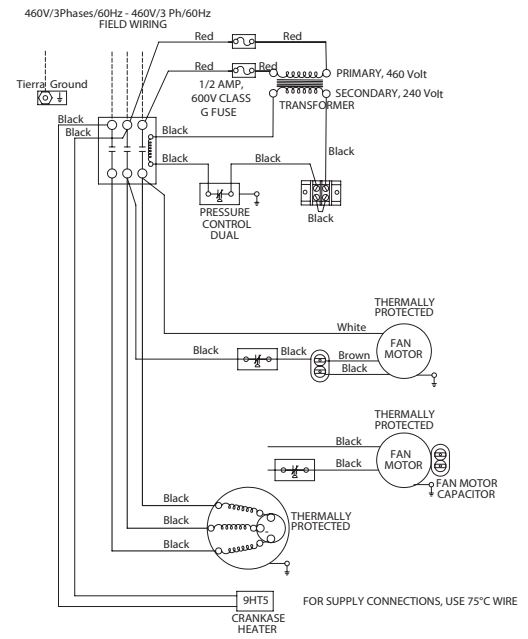 460V/3Phases/60Hz - 460V/3 Ph/60Hz
FIELD WIRING
Red
Red
Red
Red
PRIMARY, 460 Volt
1/2 AMP,
600V CLASS
G FUSE
SECONDARY, 240 Volt
TRANSFORMER
Tierra Ground
Black
Black
Black
Black
Black
Black
Black
PRESSURE
CONTROL
DUAL
THERMALLY
PROTECTED
White
FAN
MOTOR
Black
Black
Brown
Black
THERMALLY
PROTECTED
Black
FAN
MOTOR
Black
FAN MOTOR
CAPACITOR
Black
Black
Black
THERMALLY
PROTECTED
9HT5
CRANKASE
HEATER
FOR SUPPLY CONNECTIONS, USE 75°C WIRE